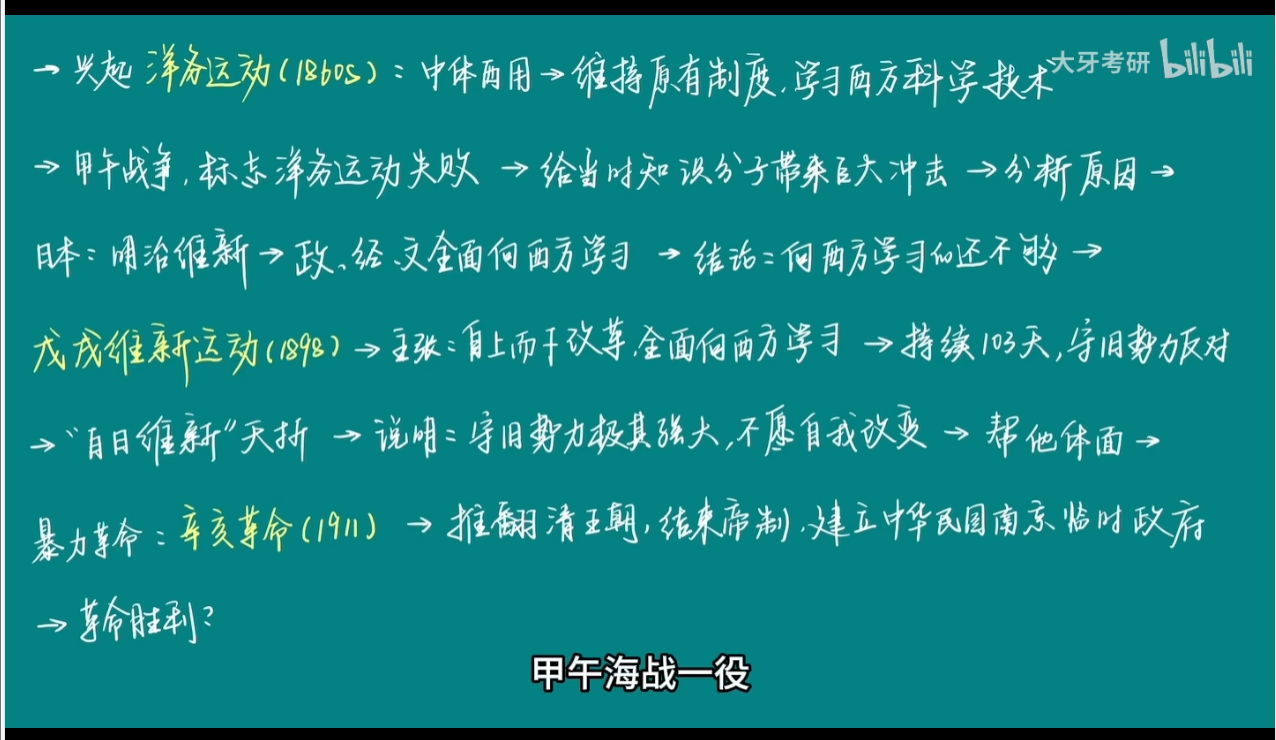 →兴起 洋务运动(1860s)：中体西用→维持原有制度,学习西方科学技术
大牙考研 bilibili
→甲午战争,标志洋务运动失败 →给当时知识分子带来巨大冲击 →分析原因→
日本：明治维新→政、经、文全面向西方学习 →结论：向西方学习的还不够→
戊戌维新运动(1898)→主张：自上而下改革,全面向西方学习 →持续103天,守旧势力反对
→“百日维新”夭折 →说明：守旧势力极其强大,不愿自我改变→帮他体面→
暴力革命：辛亥革命(1911) →推翻清王朝,结束帝制,建立中华民国南京临时政府
→革命胜利?
甲午海战一役